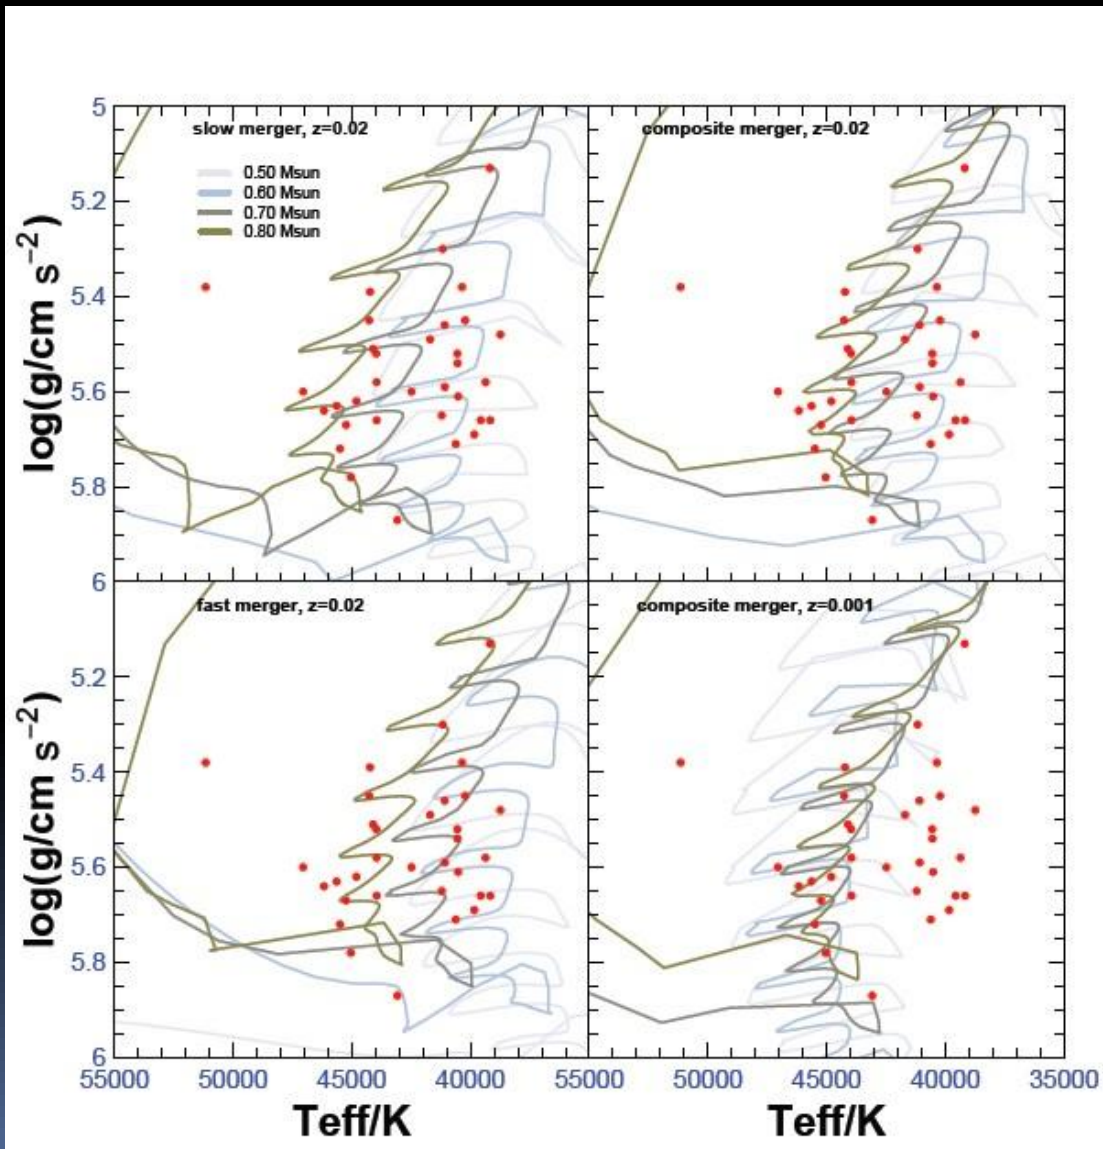 5
slow merger, z=0.02
composite merger, z=0.02
0.50 Msun
0.60 Msun
0.70 Msun
0.80 Msun
5.2
5.4
5.6
5.8
6
log(g/cm s⁻²)
fast merger, z=0.02
composite merger, z=0.001
5.2
5.4
5.6
5.8
6
log(g/cm s⁻²)
55000 50000 45000 40000 55000 50000 45000 40000 35000
Teff/K Teff/K